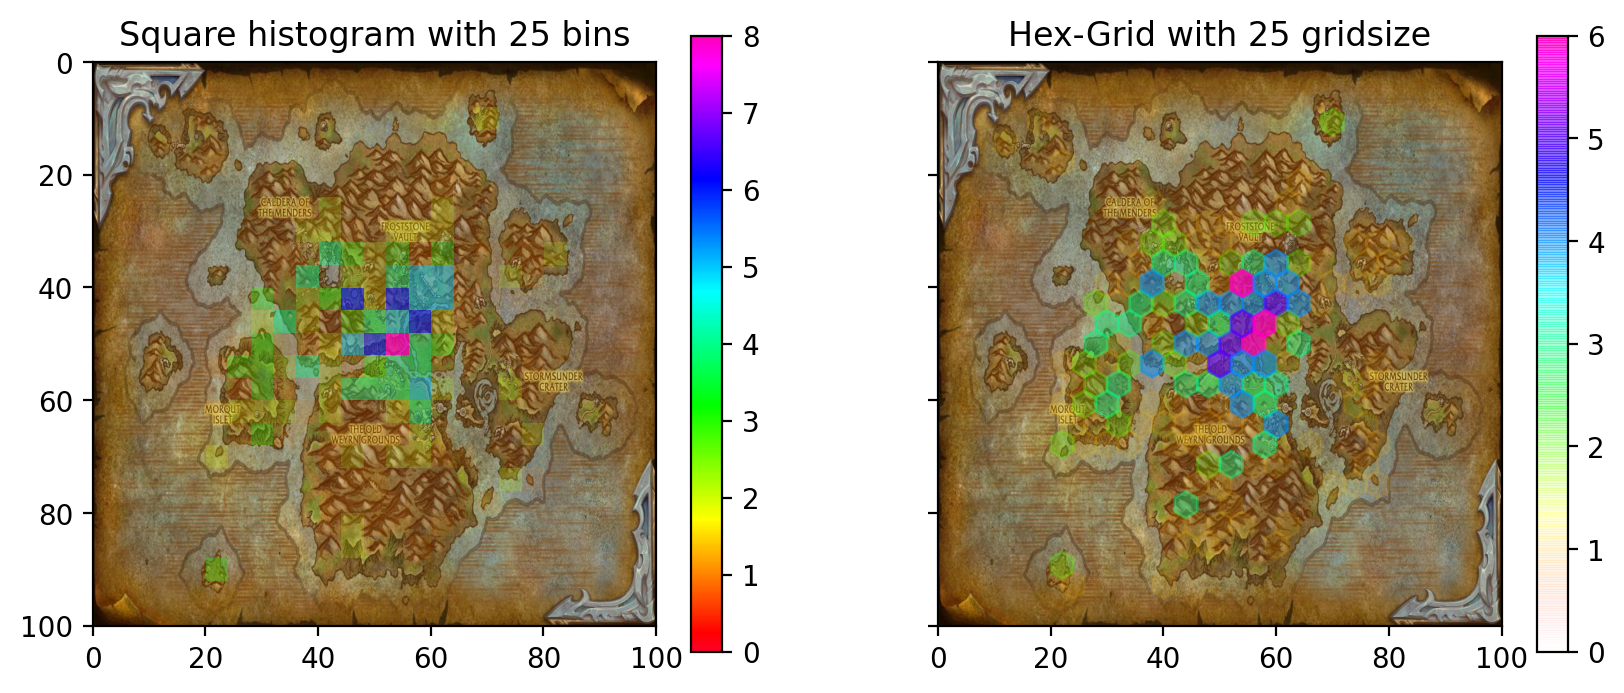 Square histogram with 25 bins
0
20
40
60
80
100
0 20 40 60 80 100
CALDERA OF
THE MENDERS
FROSTSTONE
VAULT
STORMSUNDER
CRATER
MORQUT
ISLET
THE OLD
WEYRN GROUNDS
8
7
6
5
4
3
2
1
0
Hex-Grid with 25 gridsize
0 20 40 60 80 100
CALDERA OF
THE MENDERS
FROSTSTONE
VAULT
STORMSUNDER
CRATER
MORQUT
ISLET
THE OLD
WEYRN GROUNDS
6
5
4
3
2
1
0